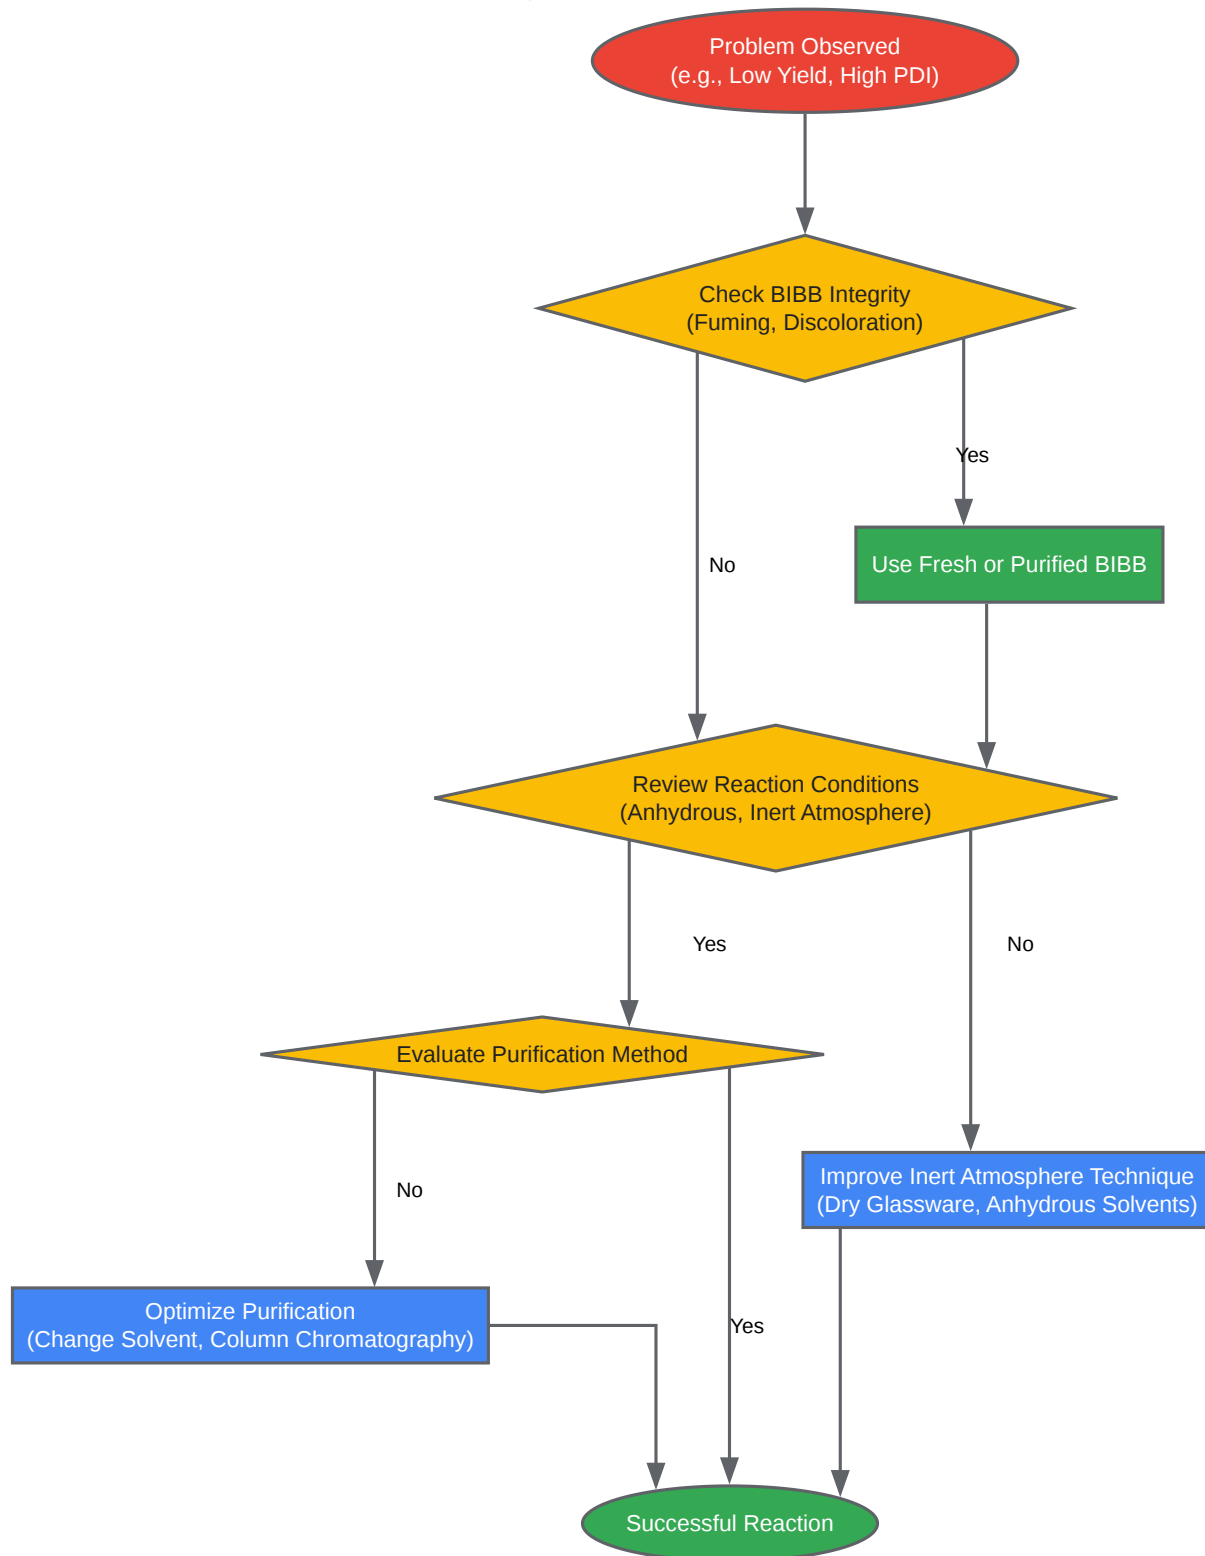 Problem Observed
(e.g., Low Yield, High PDI)
Check BIBB Integrity
(Fuming, Discoloration)
Yes
No
Use Fresh or Purified BIBB
Review Reaction Conditions
(Anhydrous, Inert Atmosphere)
Yes
No
Evaluate Purification Method
No
Improve Inert Atmosphere Technique
(Dry Glassware, Anhydrous Solvents)
Optimize Purification
(Change Solvent, Column Chromatography)
Yes
Successful Reaction